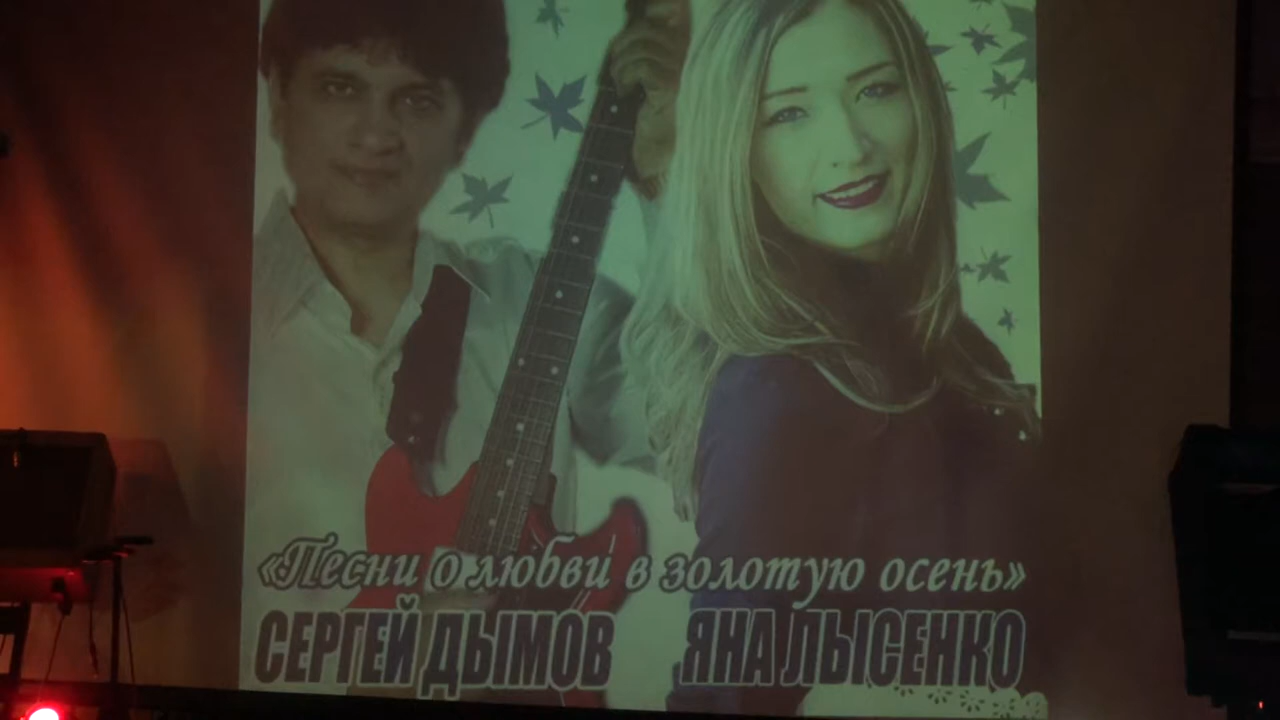 «Песни о любви в золотую осень»
СЕРГЕЙ ДЫМОВ ЯНА ЛЫСЕНКО